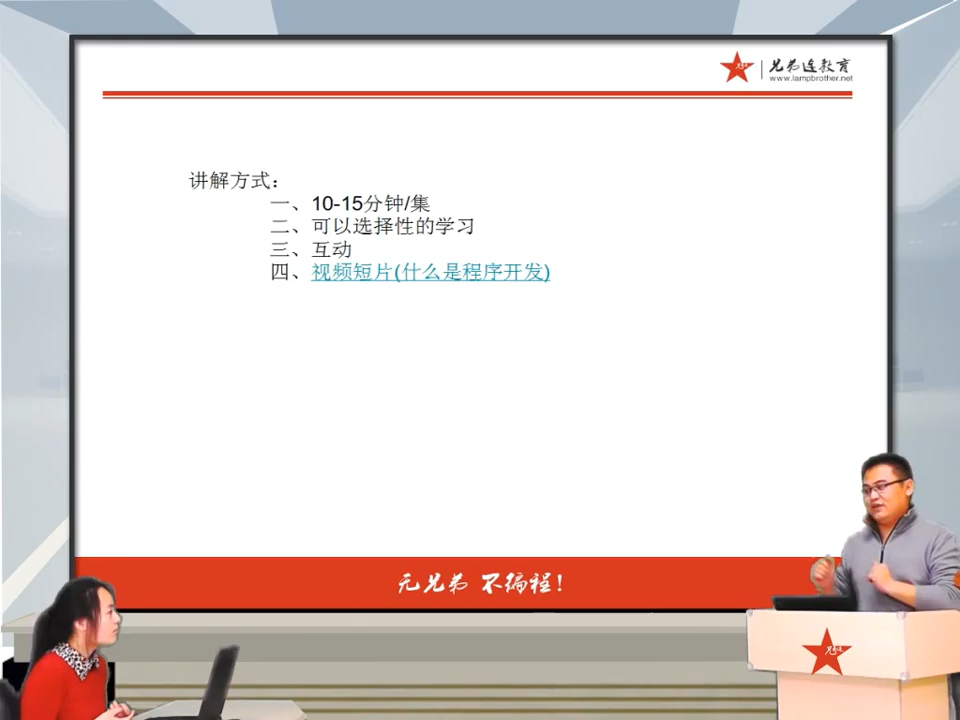 兄弟连教育
www.lampbrother.net
讲解方式：
一、10-15分钟/集
二、可以选择性的学习
三、互动
四、视频短片(什么是程序开发)
无兄弟 不编程！